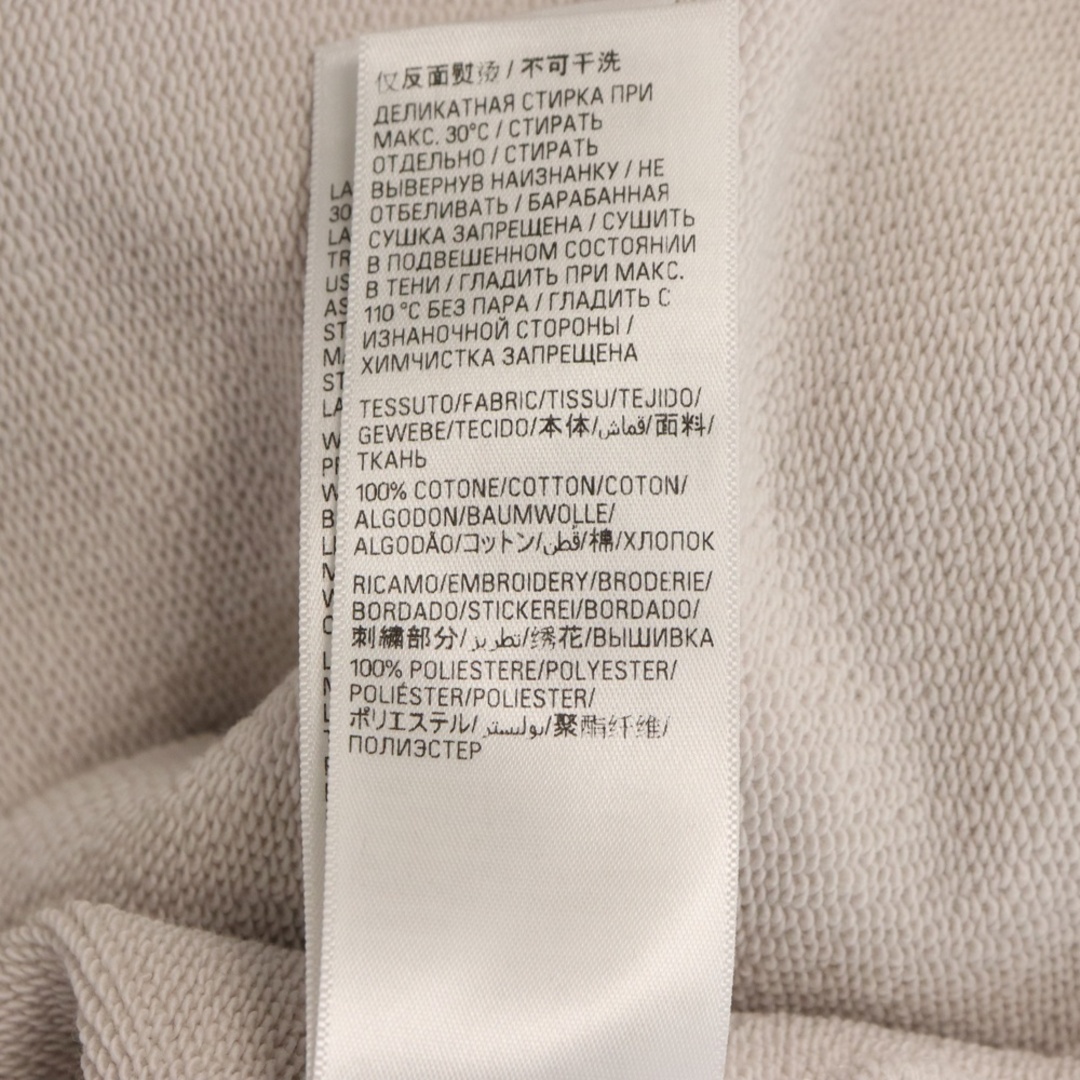 仅反面熨烫/不可干洗
ДЕЛИКАТНАЯ СТИРКА ПРИ
МАКС. 30°C / СТИРАТЬ
ОТДЕЛЬНО / СТИРАТЬ
ВЫВЕРНУВ НАИЗНАНКУ / НЕ
ОТБЕЛИВАТЬ / БАРАБАННАЯ
СУШКА ЗАПРЕЩЕНА / СУШИТЬ
В ПОДВЕШЕННОМ СОСТОЯНИИ
В ТЕНИ / ГЛАДИТЬ ПРИ МАКС.
110 °C БЕЗ ПАРА / ГЛАДИТЬ С
ИЗНАНОЧНОЙ СТОРОНЫ /
ХИМЧИСТКА ЗАПРЕЩЕНА
TESSUTO/FABRIC/TISSU/TEJIDO/
GEWEBE/TECIDO/本体/قماش/面料/
ТКАНЬ
100% COTONE/COTTON/COTON/
ALGODON/BAUMWOLLE/
ALGODÃO/コットン/قُطن/棉/ХЛОПОК
RICAMO/EMBROIDERY/BRODERIE/
BORDADO/STICKEREI/BORDADO/
刺繍部分/تطريز/绣花/ВЫШИВКА
100% POLIESTERE/POLYESTER/
POLIÉSTER/POLIESTER/
ポリエステル/بوليستر/聚酯纤维/
ПОЛИЭСТЕР